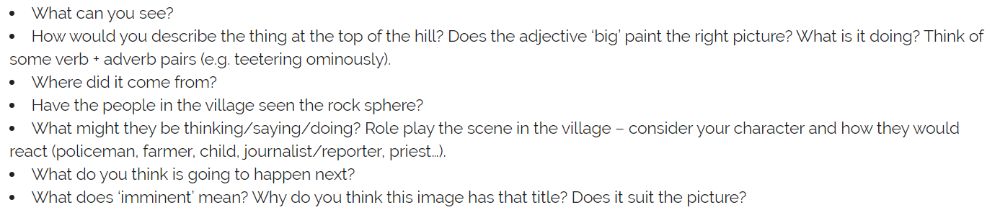 • What can you see?
• How would you describe the thing at the top of the hill? Does the adjective ‘big’ paint the right picture? What is it doing? Think of
some verb + adverb pairs (e.g. teetering ominously).
• Where did it come from?
• Have the people in the village seen the rock sphere?
• What might they be thinking/saying/doing? Role play the scene in the village – consider your character and how they would
react (policeman, farmer, child, journalist/reporter, priest…).
• What do you think is going to happen next?
• What does ‘imminent’ mean? Why do you think this image has that title? Does it suit the picture?